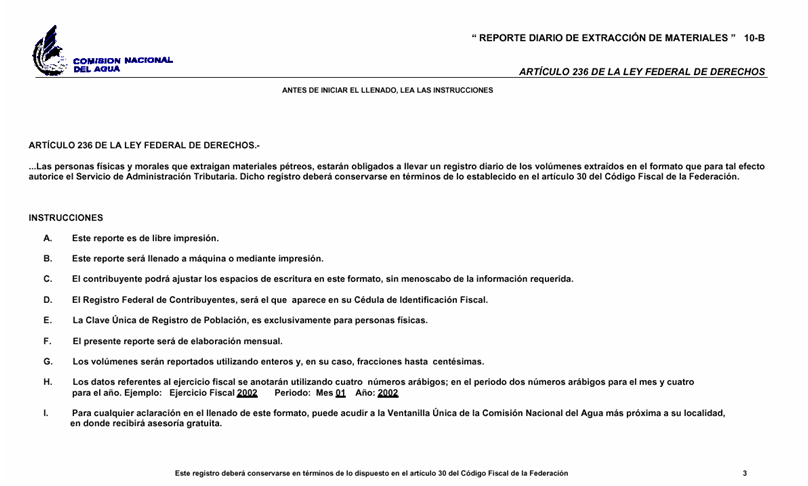 “ REPORTE DIARIO DE EXTRACCIÓN DE MATERIALES ” 10-B
COMISION NACIONAL
DEL AGUA
ARTÍCULO 236 DE LA LEY FEDERAL DE DERECHOS
ANTES DE INICIAR EL LLENADO, LEA LAS INSTRUCCIONES
ARTÍCULO 236 DE LA LEY FEDERAL DE DERECHOS.-
...Las personas físicas y morales que extraigan materiales pétreos, estarán obligados a llevar un registro diario de los volúmenes extraídos en el formato que para tal efecto
autorice el Servicio de Administración Tributaria. Dicho registro deberá conservarse en términos de lo establecido en el artículo 30 del Código Fiscal de la Federación.
INSTRUCCIONES
A. Este reporte es de libre impresión.
B. Este reporte será llenado a máquina o mediante impresión.
C. El contribuyente podrá ajustar los espacios de escritura en este formato, sin menoscabo de la información requerida.
D. El Registro Federal de Contribuyentes, será el que aparece en su Cédula de Identificación Fiscal.
E. La Clave Única de Registro de Población, es exclusivamente para personas físicas.
F. El presente reporte será de elaboración mensual.
G. Los volúmenes serán reportados utilizando enteros y, en su caso, fracciones hasta centésimas.
H. Los datos referentes al ejercicio fiscal se anotarán utilizando cuatro números arábigos; en el periodo dos números arábigos para el mes y cuatro
para el año. Ejemplo: Ejercicio Fiscal 2002 Periodo: Mes 01 Año: 2002
I. Para cualquier aclaración en el llenado de este formato, puede acudir a la Ventanilla Única de la Comisión Nacional del Agua más próxima a su localidad,
en donde recibirá asesoría gratuita.
Este registro deberá conservarse en términos de lo dispuesto en el artículo 30 del Código Fiscal de la Federación 3